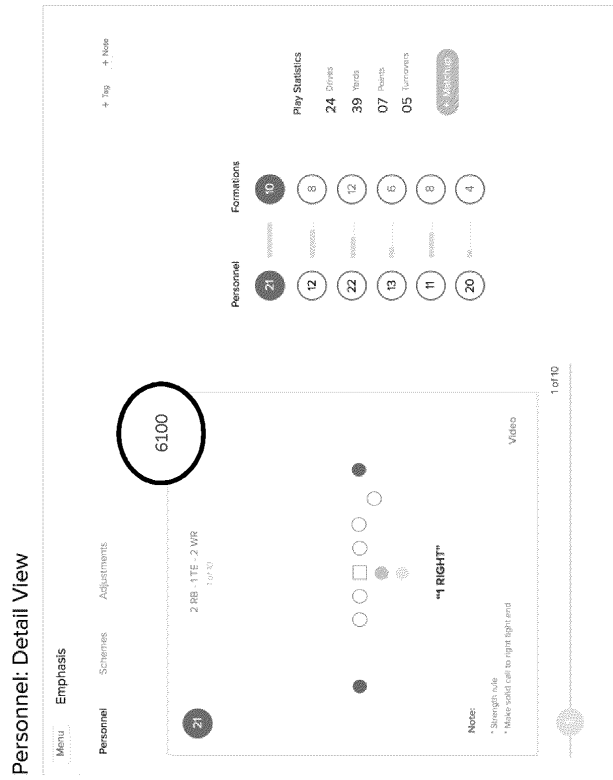 Personnel: Detail View
Menu
Emphasis
Personnel
Schemes
Adjustments
+ Tag
+ Note
6100
21
2 RB - 1 TE - 2 WR
"1 RIGHT"
Note:
* Strength rule
* Make solid call to right tight end
Video
1 of 10
Personnel
Formations
21
10
12
8
22
12
13
6
11
8
20
4
Play Statistics
24 Drives
39 Yards
07 Points
05 Turnovers